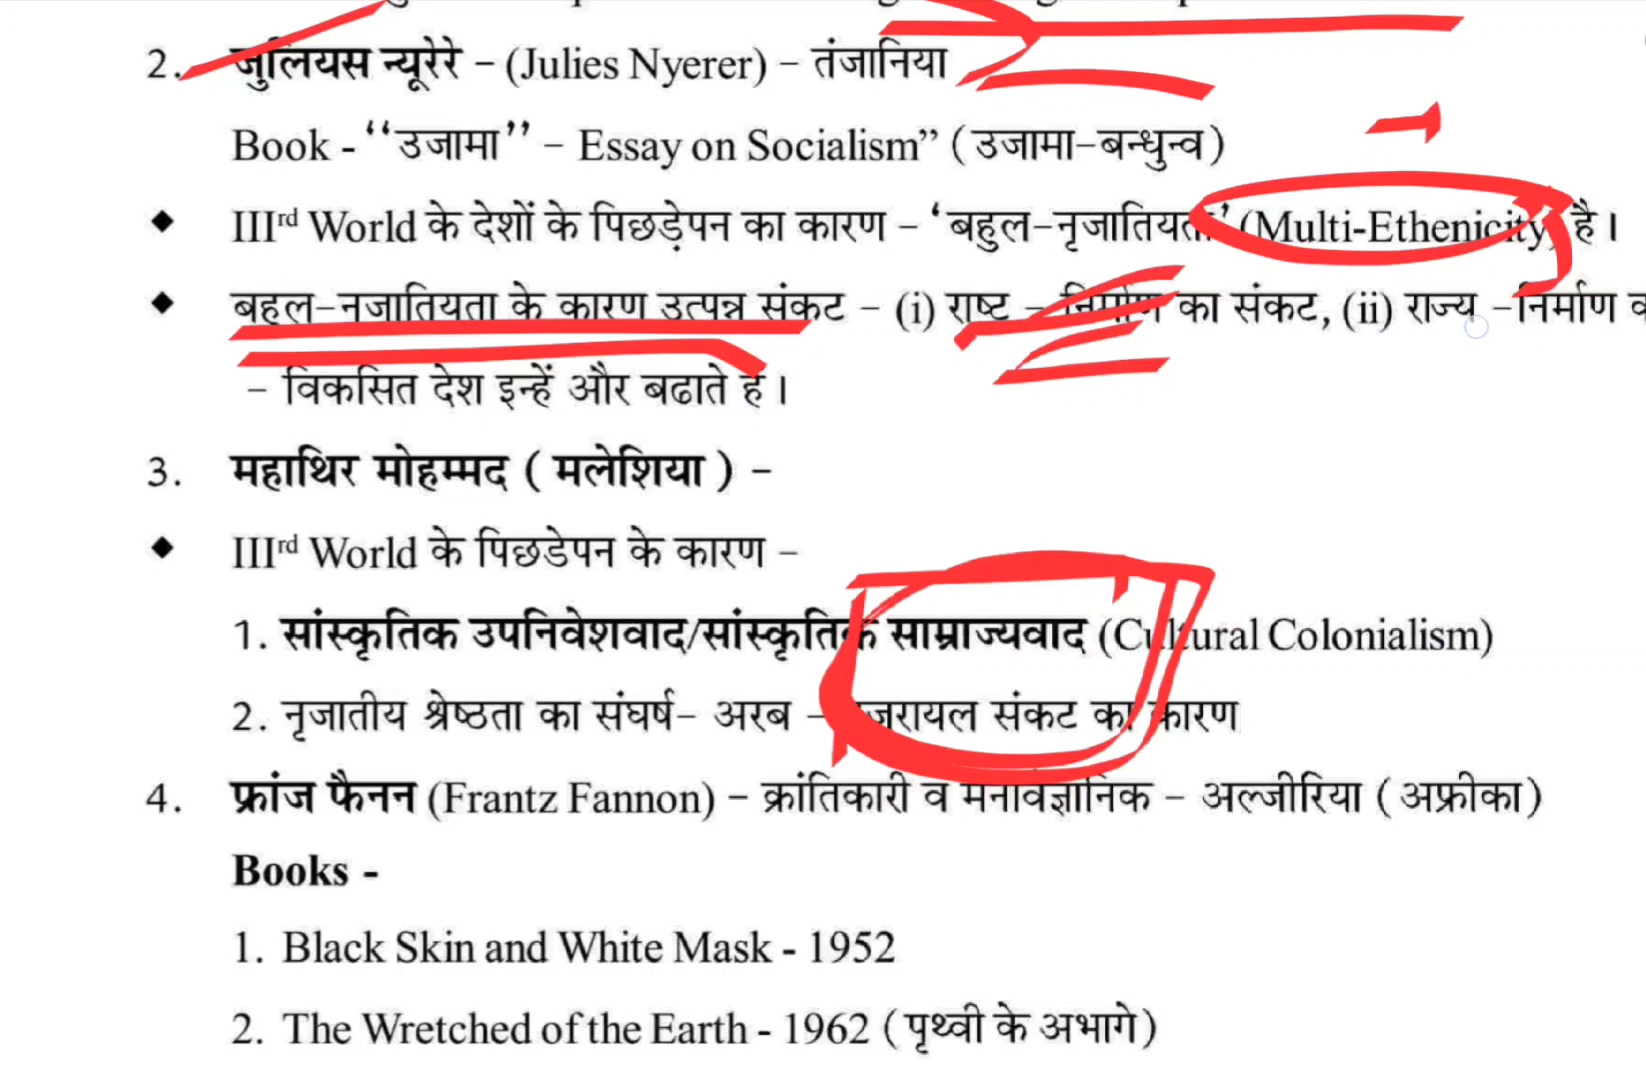 2. जुलियस न्यूरेरे – (Julies Nyerer) – तंजानिया
Book - “उजामा” – Essay on Socialism” (उजामा–बन्धुन्व)
◆ IIIrd World के देशों के पिछड़ेपन का कारण – ‘बहुल–नृजातियता’ (Multi-Ethenicity) है।
◆ बहुल–नृजातियता के कारण उत्पन्न संकट – (i) राष्ट – निर्माण का संकट, (ii) राज्य –निर्माण
– विकसित देश इन्हें और बढाते है।
3. महाथिर मोहम्मद ( मलेशिया ) –
◆ IIIrd World के पिछडेपन के कारण –
1. सांस्कृतिक उपनिवेशवाद/सांस्कृतिक साम्राज्यवाद (Cultural Colonialism)
2. नृजातीय श्रेष्ठता का संघर्ष– अरब – इजरायल संकट का कारण
4. फ्रांज फैनन (Frantz Fannon) – क्रांतिकारी व मनोवैज्ञानिक – अल्जीरिया (अफ्रीका)
Books -
1. Black Skin and White Mask - 1952
2. The Wretched of the Earth - 1962 (पृथ्वी के अभागे)